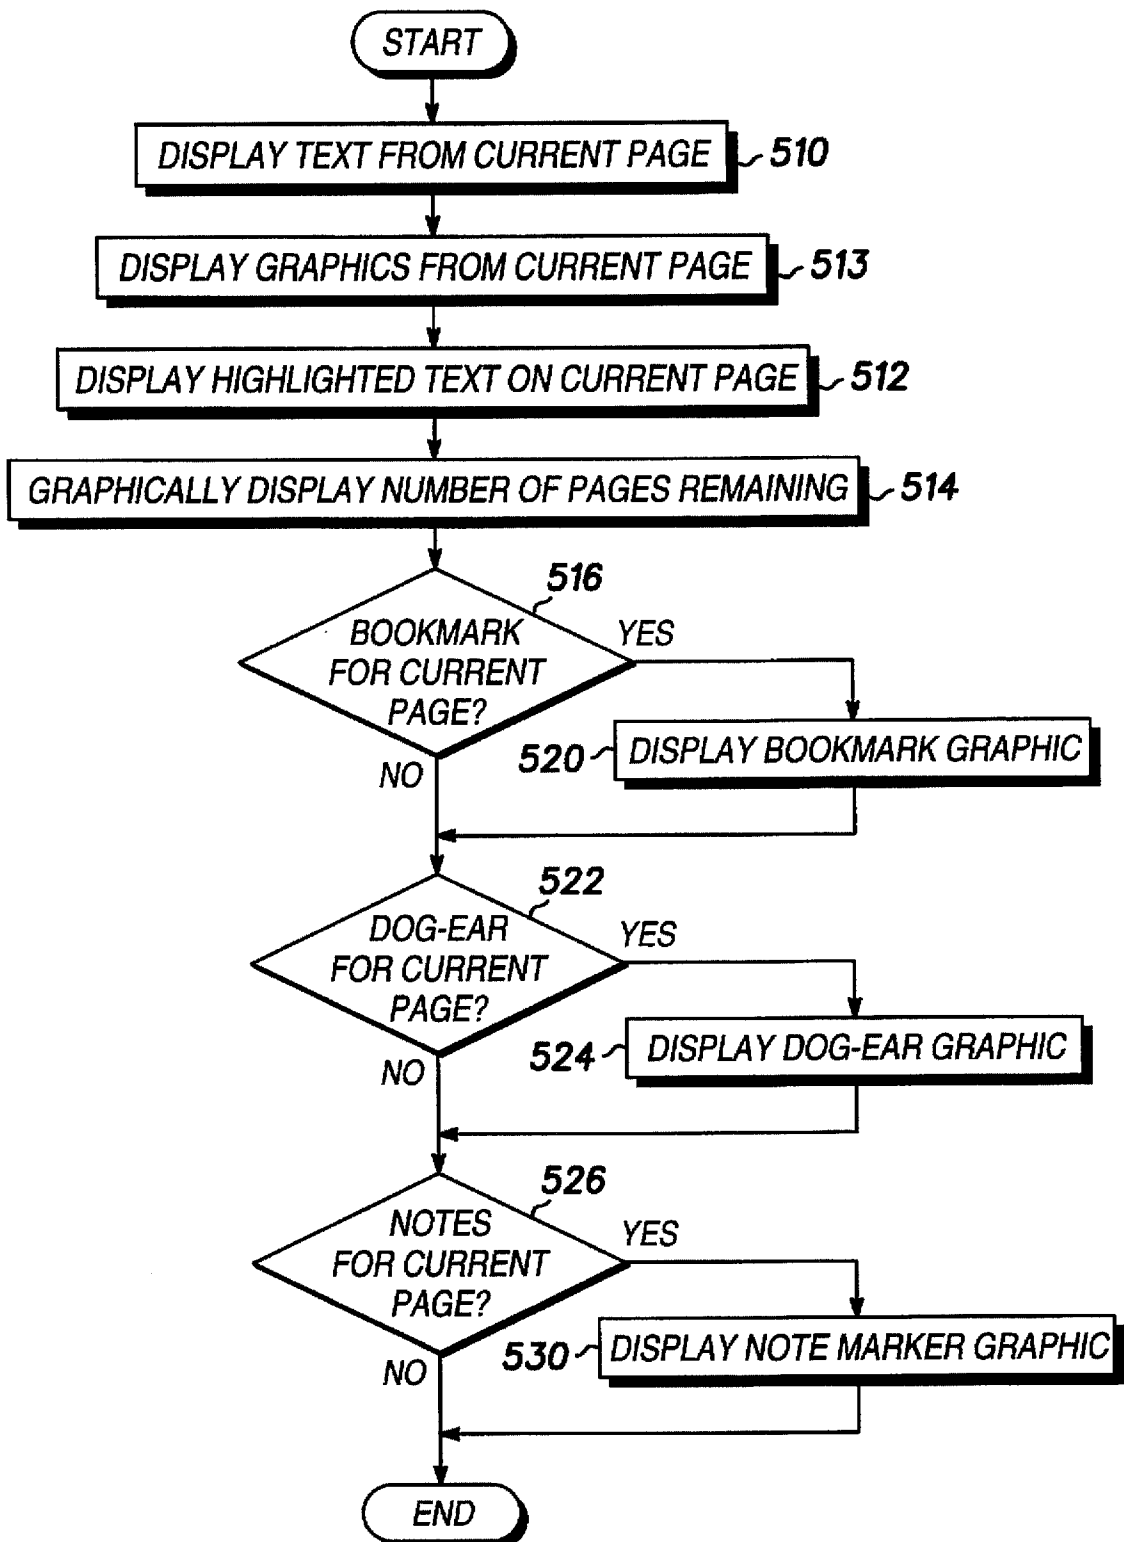 START
DISPLAY TEXT FROM CURRENT PAGE 510
DISPLAY GRAPHICS FROM CURRENT PAGE 513
DISPLAY HIGHLIGHTED TEXT ON CURRENT PAGE 512
GRAPHICALLY DISPLAY NUMBER OF PAGES REMAINING 514
516
BOOKMARK
FOR CURRENT
PAGE?
YES
520 DISPLAY BOOKMARK GRAPHIC
NO
522
DOG-EAR
FOR CURRENT
PAGE?
YES
524 DISPLAY DOG-EAR GRAPHIC
NO
526
NOTES
FOR CURRENT
PAGE?
YES
530 DISPLAY NOTE MARKER GRAPHIC
NO
END